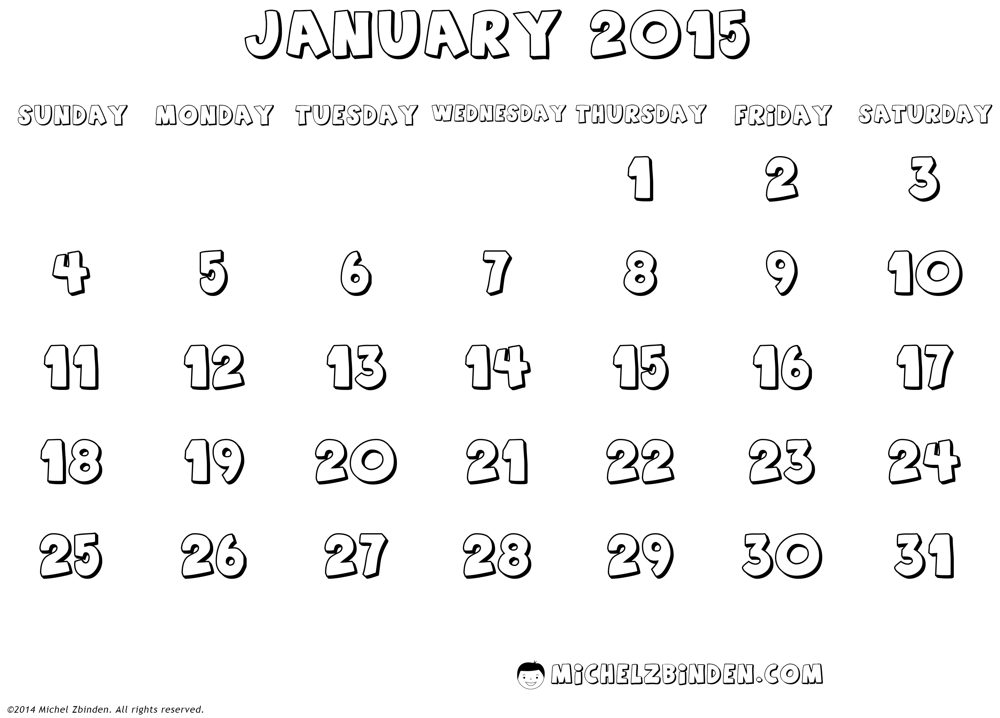 JANUARY 2015
SUNDAY MONDAY TUESDAY WEDNESDAY THURSDAY FRiDAY SATURDAY
1 2 3
4 5 6 7 8 9 10
11 12 13 14 15 16 17
18 19 20 21 22 23 24
25 26 27 28 29 30 31
MiCHELZBiNDEN.COM
©2014 Michel Zbinden. All rights reserved.